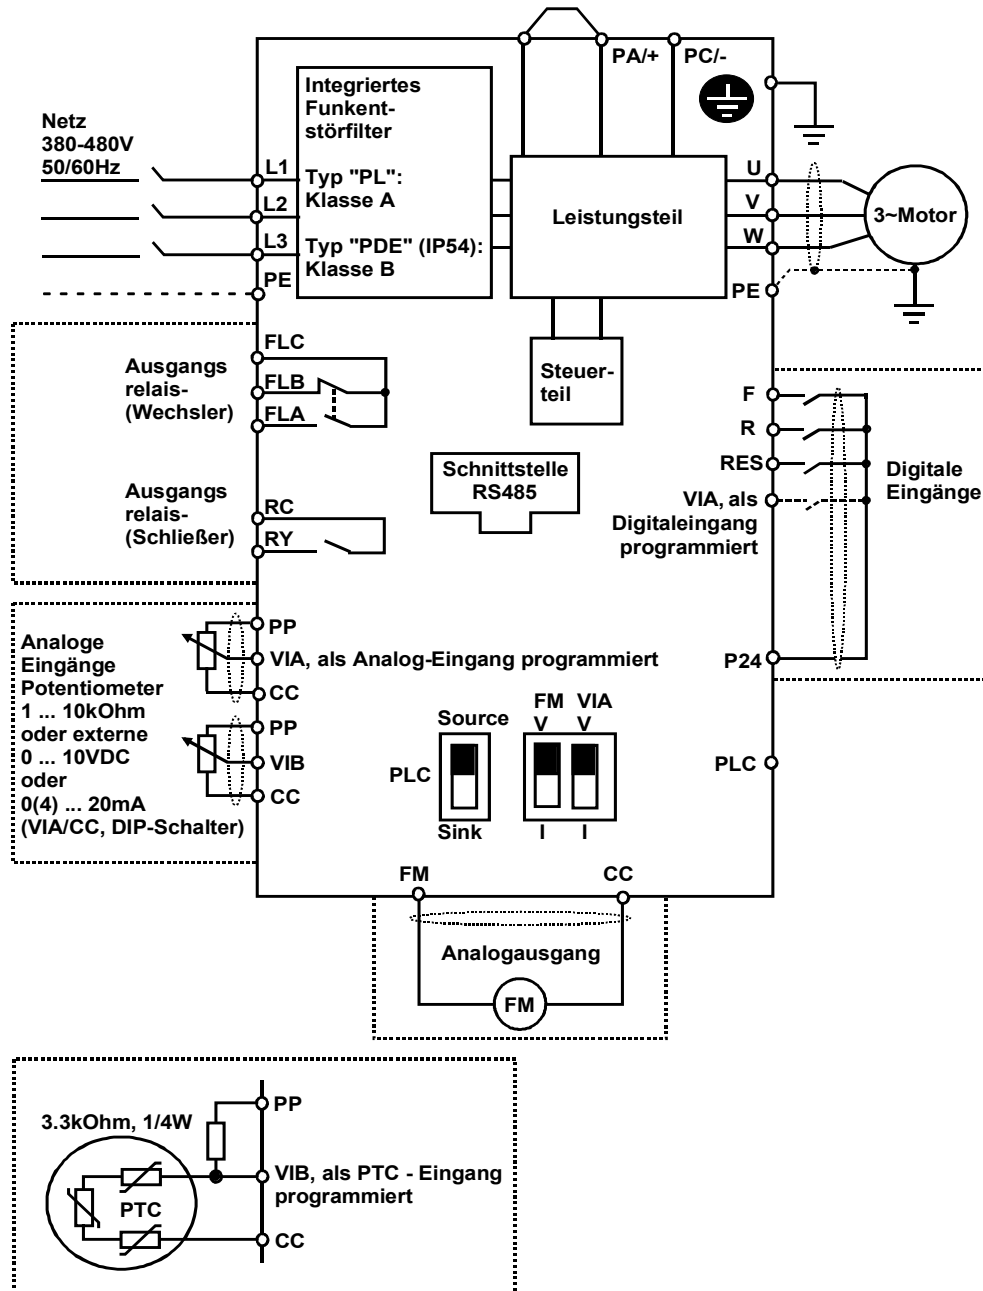 PA/+ PC/-
Integriertes
Funkent-
störfilter
Typ "PL":
Klasse A
Typ "PDE" (IP54):
Klasse B
Netz
380-480V
50/60Hz
L1
L2
L3
PE
Leistungsteil
U
V
W
PE
3~Motor
Steuer-
teil
Ausgangs
relais-
(Wechsler)
FLC
FLB
FLA
Ausgangs
relais-
(Schließer)
RC
RY
Schnittstelle
RS485
F
R
RES
VIA, als
Digitaleingang
programmiert
P24
Digitale
Eingänge
PLC
Analoge
Eingänge
Potentiometer
1 ... 10kOhm
oder externe
0 ... 10VDC
oder
0(4) ... 20mA
(VIA/CC, DIP-Schalter)
PP
VIA, als Analog-Eingang programmiert
CC
PP
VIB
CC
Source
PLC
Sink
FM VIA
V V
I I
FM CC
Analogausgang
FM
3.3kOhm, 1/4W
PTC
PP
VIB, als PTC - Eingang
programmiert
CC